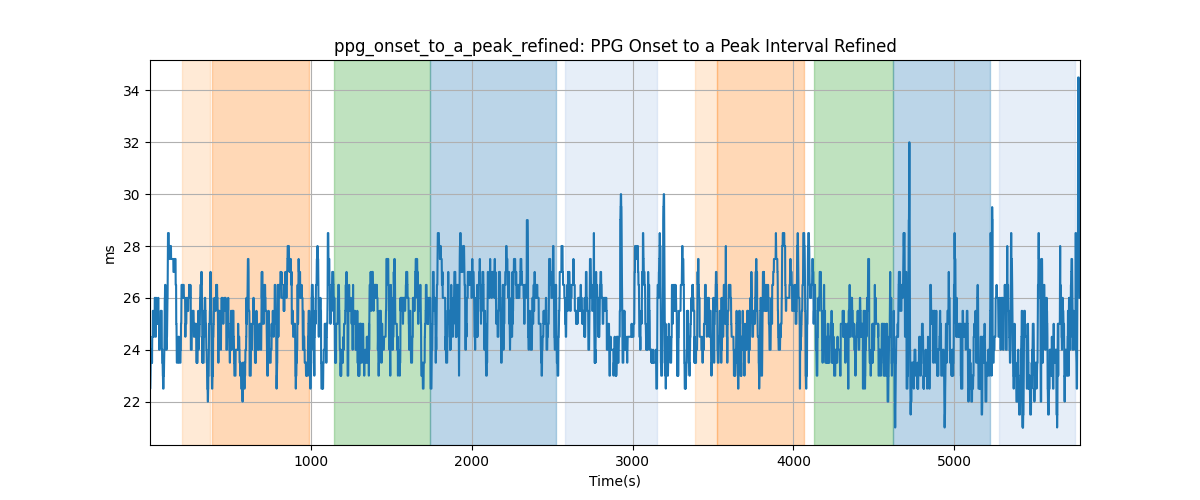 ppg_onset_to_a_peak_refined: PPG Onset to a Peak Interval Refined
34
32
30
28
26
24
22
ms
1000 2000 3000 4000 5000
Time(s)